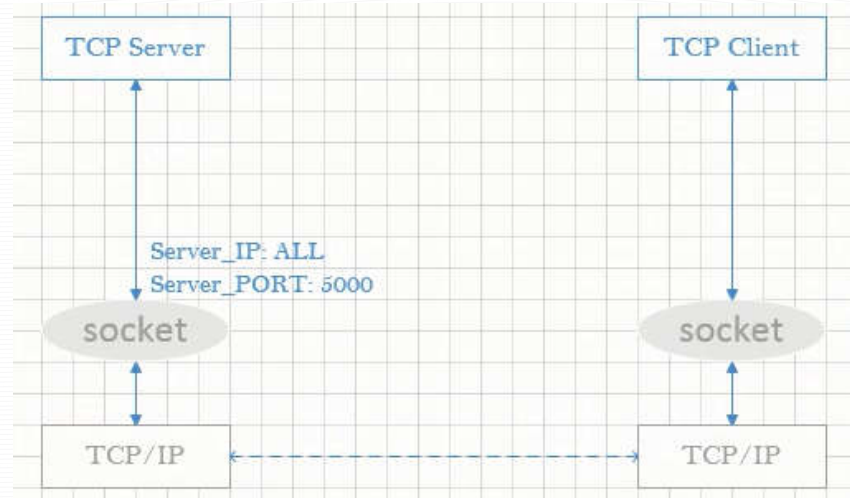 TCP Server
TCP Client
Server_IP: ALL
Server_PORT: 5000
socket
socket
TCP/IP
TCP/IP